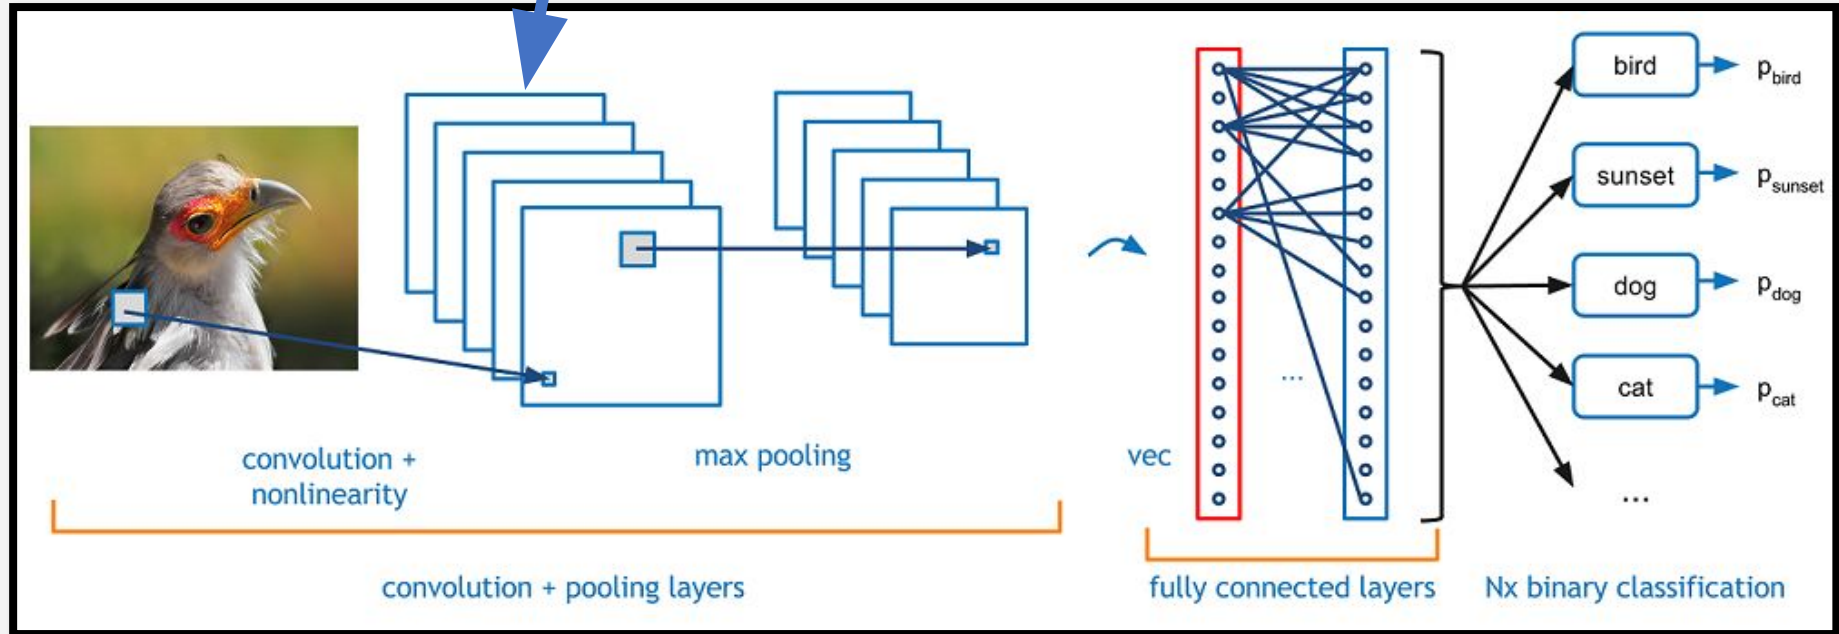 bird
p_bird
sunset
p_sunset
dog
p_dog
...
cat
p_cat
convolution +
nonlinearity
max pooling
vec
...
convolution + pooling layers
fully connected layers
Nx binary classification